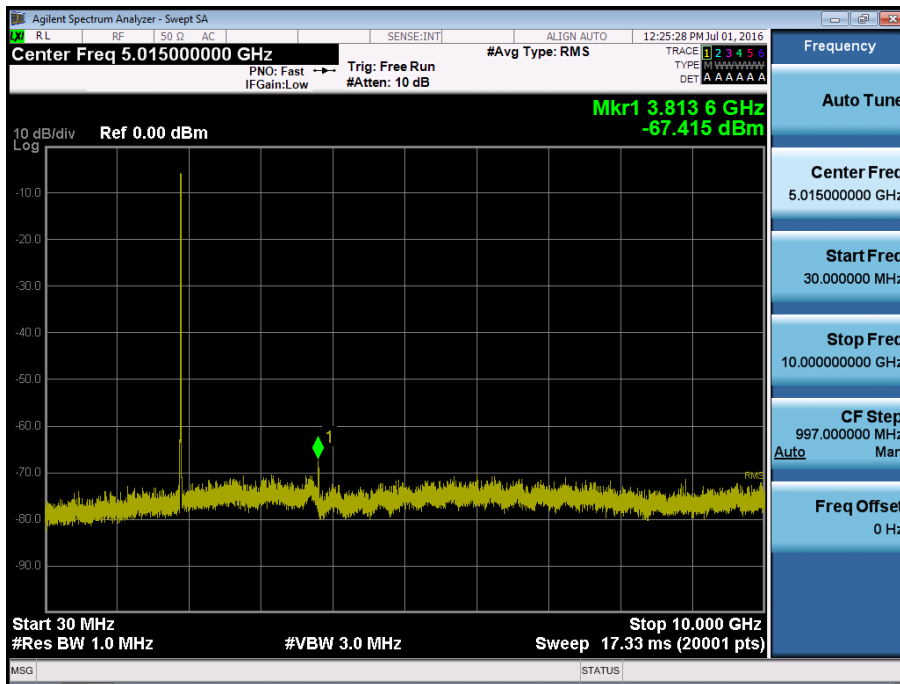 Agilent Spectrum Analyzer - Swept SA
LXI RL RF 50 Ω AC SENSE:INT ALIGN AUTO 12:25:28 PM Jul 01, 2016
Center Freq 5.015000000 GHz
PNO: Fast
IFGain:Low
Trig: Free Run
#Atten: 10 dB
#Avg Type: RMS
TRACE 1 2 3 4 5 6
TYPE M WWWWW
DET A A A A A A
Mkr1 3.813 6 GHz
-67.415 dBm
10 dB/div Ref 0.00 dBm
Log
-10.0
-20.0
-30.0
-40.0
-50.0
-60.0
-70.0
-80.0
-90.0
1
RMS
Start 30 MHz Stop 10.000 GHz
#Res BW 1.0 MHz #VBW 3.0 MHz Sweep 17.33 ms (20001 pts)
MSG STATUS
Frequency
Auto Tune
Center Freq
5.015000000 GHz
Start Freq
30.000000 MHz
Stop Freq
10.000000000 GHz
CF Step
997.000000 MHz
Auto Man
Freq Offset
0 Hz